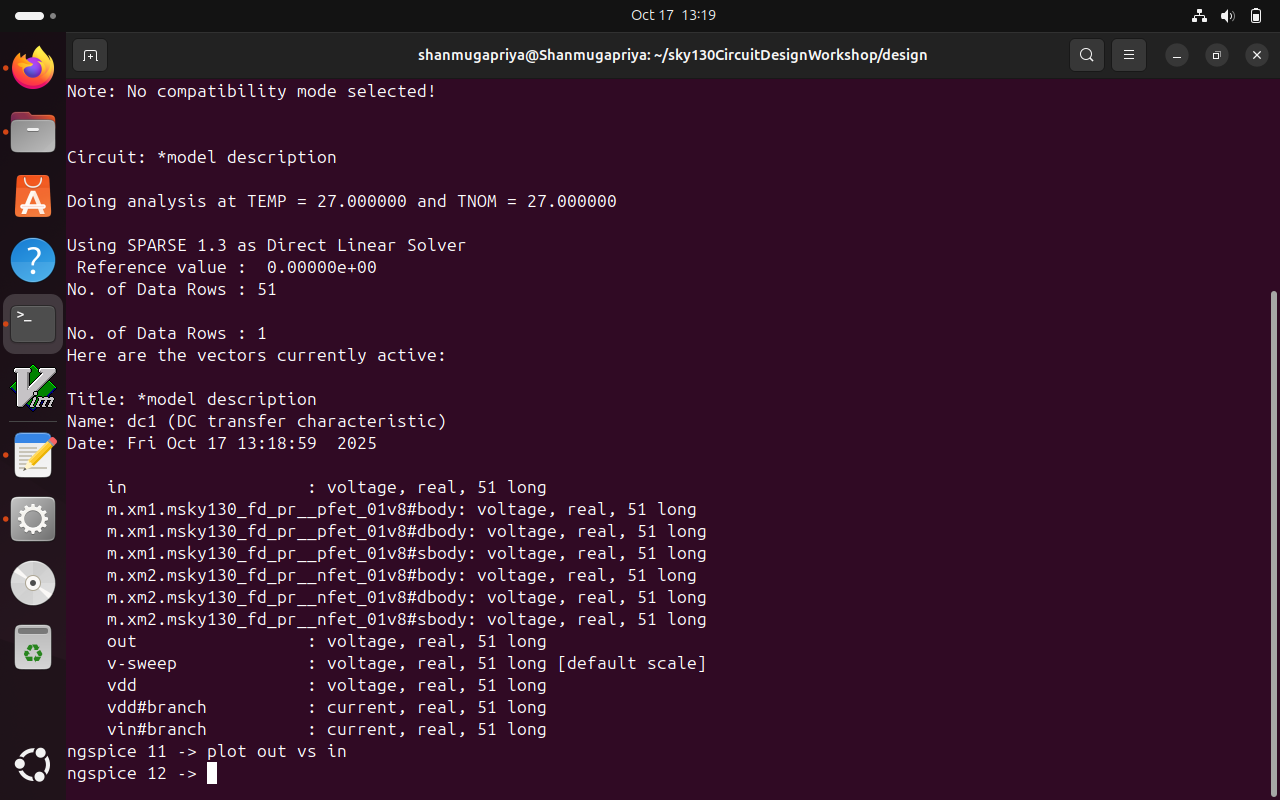 Oct 17 13:19
shanmugapriya@Shanmugapriya: ~/sky130CircuitDesignWorkshop/design
Note: No compatibility mode selected!
Circuit: *model description
Doing analysis at TEMP = 27.000000 and TNOM = 27.000000
Using SPARSE 1.3 as Direct Linear Solver
Reference value :  0.00000e+00
No. of Data Rows : 51
No. of Data Rows : 1
Here are the vectors currently active:
Title: *model description
Name: dc1 (DC transfer characteristic)
Date: Fri Oct 17 13:18:59  2025
in                  : voltage, real, 51 long
m.xm1.msky130_fd_pr__pfet_01v8#body: voltage, real, 51 long
m.xm1.msky130_fd_pr__pfet_01v8#dbody: voltage, real, 51 long
m.xm1.msky130_fd_pr__pfet_01v8#sbody: voltage, real, 51 long
m.xm2.msky130_fd_pr__nfet_01v8#body: voltage, real, 51 long
m.xm2.msky130_fd_pr__nfet_01v8#dbody: voltage, real, 51 long
m.xm2.msky130_fd_pr__nfet_01v8#sbody: voltage, real, 51 long
out                 : voltage, real, 51 long
v-sweep             : voltage, real, 51 long [default scale]
vdd                 : voltage, real, 51 long
vdd#branch          : current, real, 51 long
vin#branch          : current, real, 51 long
ngspice 11 -> plot out vs in
ngspice 12 ->